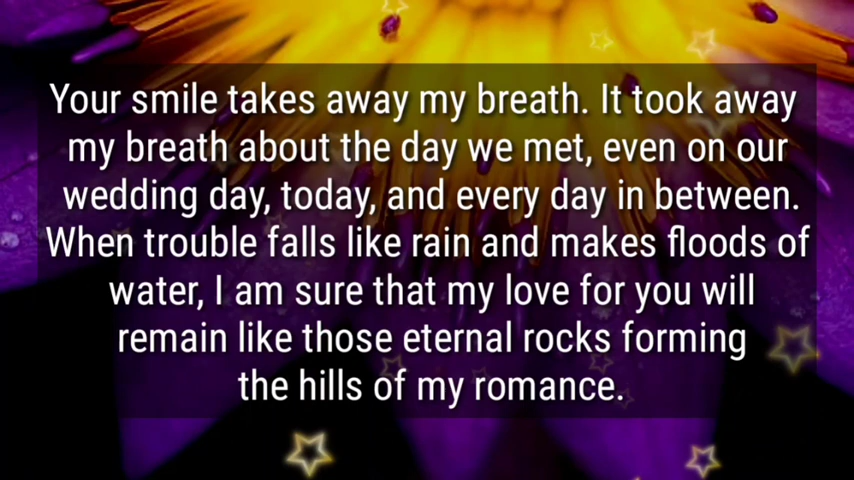 Your smile takes away my breath. It took away
my breath about the day we met, even on our
wedding day, today, and every day in between.
When trouble falls like rain and makes floods of
water, I am sure that my love for you will
remain like those eternal rocks forming
the hills of my romance.